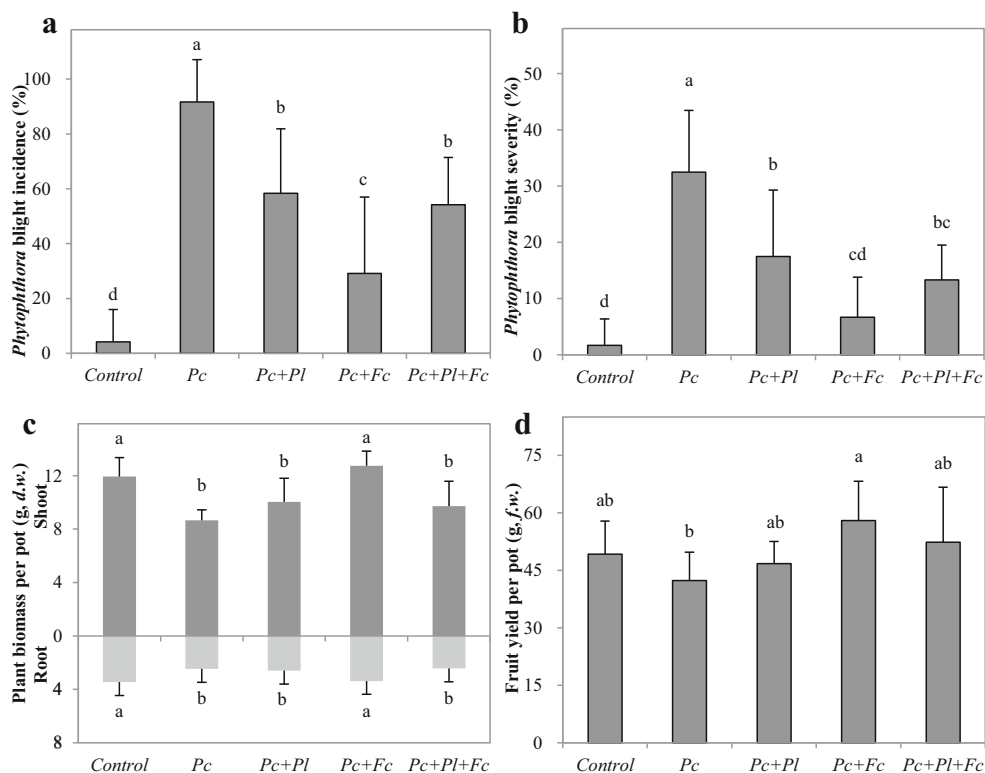 a
Phytophthora blight incidence (%)
100
80
60
40
20
0
d
a
b
c
b
Control
Pc
Pc+Pl
Pc+Fc
Pc+Pl+Fc
b
Phytophthora blight severity (%)
50
40
30
20
10
0
d
a
b
cd
bc
Control
Pc
Pc+Pl
Pc+Fc
Pc+Pl+Fc
c
Plant biomass per pot (g, d.w.)
Root Shoot
12
8
4
0
4
8
a
b
b
a
b
a
b
b
a
b
Control
Pc
Pc+Pl
Pc+Fc
Pc+Pl+Fc
d
Fruit yield per pot (g, f.w.)
75
60
45
30
15
0
ab
b
ab
a
ab
Control
Pc
Pc+Pl
Pc+Fc
Pc+Pl+Fc